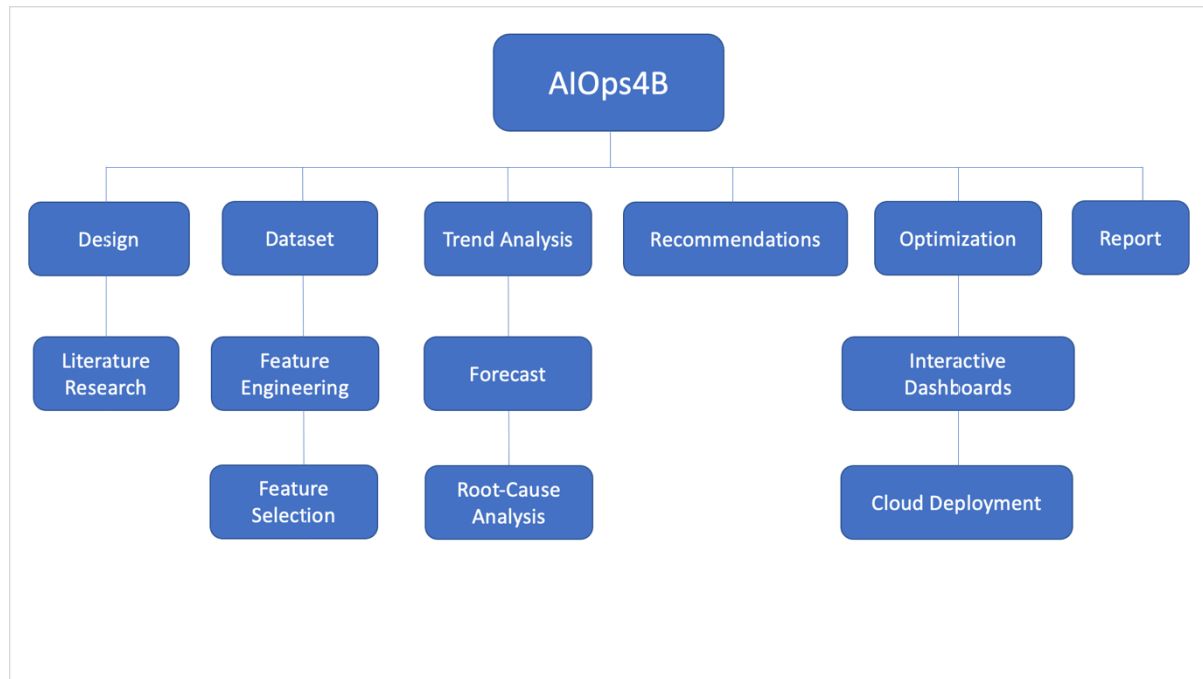 AIOps4B
Design
Dataset
Trend Analysis
Recommendations
Optimization
Report
Literature
Research
Feature
Engineering
Forecast
Interactive
Dashboards
Feature
Selection
Root-Cause
Analysis
Cloud Deployment